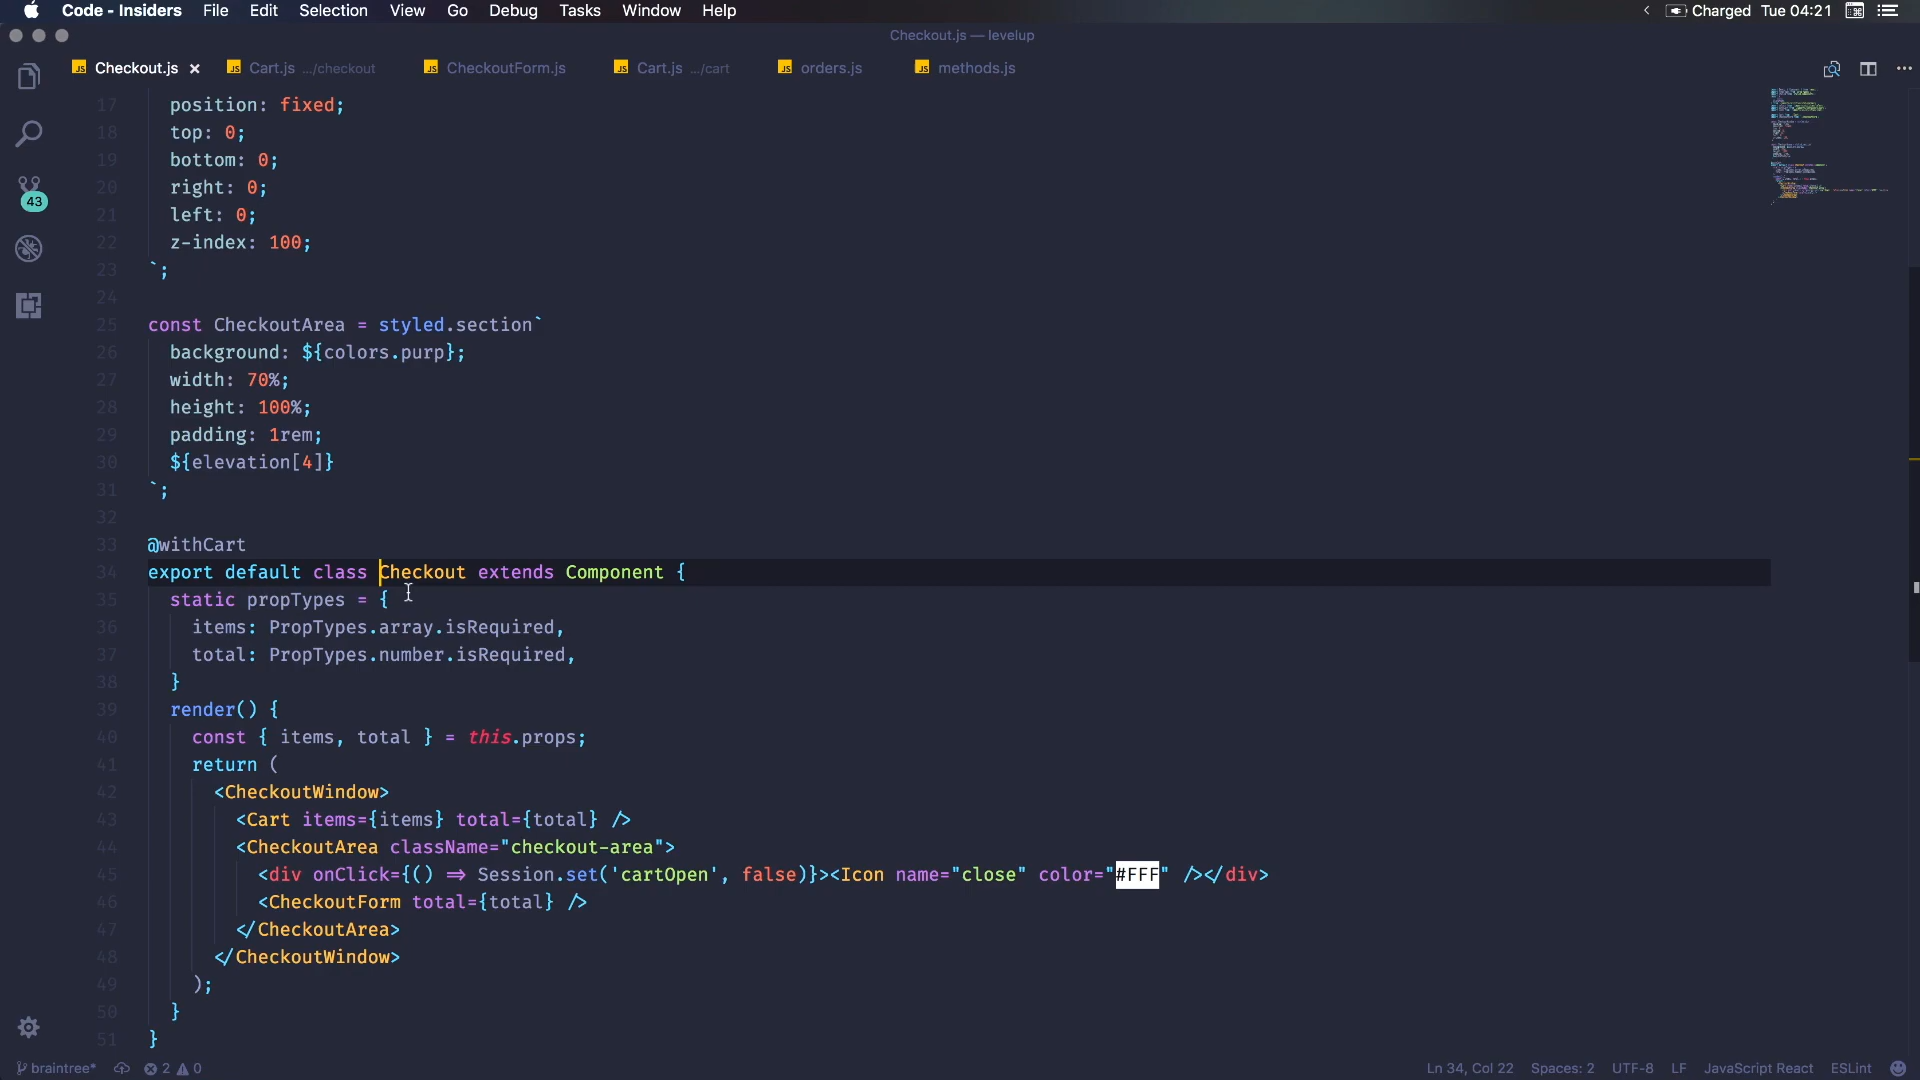 Code - Insiders File Edit Selection View Go Debug Tasks Window Help Charged Tue 04:21
Checkout.js — levelup
JS Checkout.js × JS Cart.js .../checkout JS CheckoutForm.js JS Cart.js .../cart JS orders.js JS methods.js
43
17 position: fixed;
18 top: 0;
19 bottom: 0;
20 right: 0;
21 left: 0;
22 z-index: 100;
23 `;
24
25 const CheckoutArea = styled.section`
26 background: ${colors.purp};
27 width: 70%;
28 height: 100%;
29 padding: 1rem;
30 ${elevation[4]}
31 `;
32
33 @withCart
34 export default class Checkout extends Component {
35 static propTypes = {
36 items: PropTypes.array.isRequired,
37 total: PropTypes.number.isRequired,
38 }
39 render() {
40 const { items, total } = this.props;
41 return (
42 <CheckoutWindow>
43 <Cart items={items} total={total} />
44 <CheckoutArea className="checkout-area">
45 <div onClick={() => Session.set('cartOpen', false)}><Icon name="close" color="#FFF" /></div>
46 <CheckoutForm total={total} />
47 </CheckoutArea>
48 </CheckoutWindow>
49 );
50 }
51 }
braintree* 2 0 Ln 34, Col 22 Spaces: 2 UTF-8 LF JavaScript React ESLint